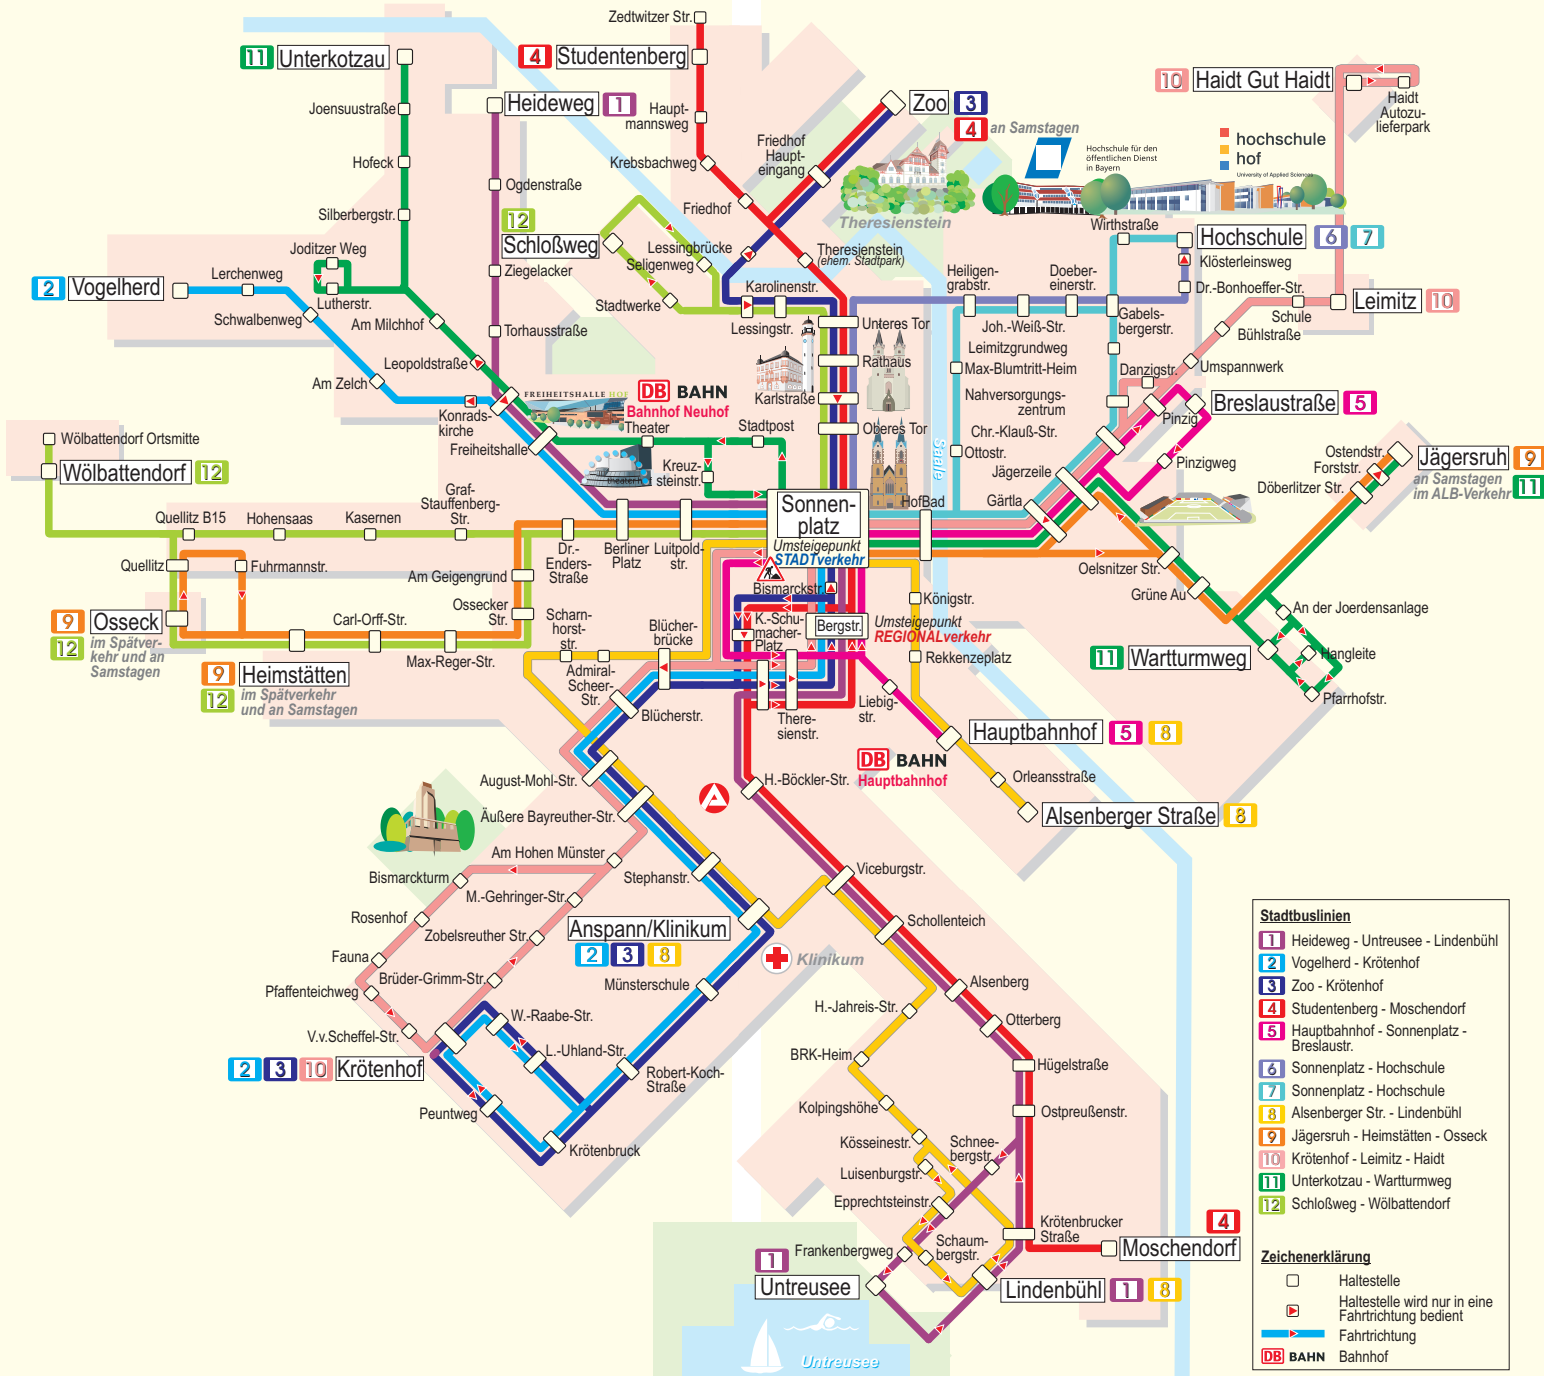 Zedtwitzer Str.
4 Studentenberg
11 Unterkotzau
Joensuustraße
Hofeck
Silberbergstr.
Joditzer Weg
Lutherstr.
Am Milchhof
Leopoldstraße
Heideweg 1
Ogdenstraße
12
Schloßweg
Ziegelacker
Torhausstraße
Haupt-
mannsweg
Krebsbachweg
Friedhof
Lessingbrücke
Seligenweg
Stadtwerke
Zoo 3
4 an Samstagen
Friedhof
Haupt-
eingang
Theresienstein
Theresienstein
(ehem. Stadtpark)
Karolinenstr.
Lessingstr.
Unteres Tor
Rathaus
Karlstraße
Oberes Tor
Hochschule für den
öffentlichen Dienst
in Bayern
hochschule
hof
University of Applied Sciences
10 Haidt Gut Haidt
Haidt
Autozu-
lieferpark
Wirthstraße
Hochschule 6 7
Klösterleinsweg
Dr.-Bonhoeffer-Str.
Heiligen-
grabstr.
Doeber-
einerstr.
Joh.-Weiß-Str.
Gabels-
bergerstr.
Leimitzgrundweg
Max-Blumtritt-Heim
Nahversorgungs-
zentrum
Chr.-Klauß-Str.
Ottostr.
Jägerzeile
Gärtla
HofBad
Saale
Leimitz 10
Schule
Bühlstraße
Umspannwerk
Danzigstr.
Breslaustraße 5
Pinzig
Pinzigweg
2 Vogelherd
Lerchenweg
Schwalbenweg
Am Zelch
Konrads-
kirche
Freiheitshalle
FREIHEITSHALLE HOF
DB BAHN
Bahnhof Neuhof
Theater
Stadtpost
Kreuz-
steinstr.
Wölbattendorf Ortsmitte
Wölbattendorf 12
Quellitz B15
Hohensaas
Kasernen
Graf-
Stauffenberg-
Str.
Quellitz
Fuhrmannstr.
Am Geigengrund
Ossecker
Str.
Dr.-
Enders-
Straße
Berliner
Platz
Luitpold-
str.
Sonnen-
platz
Umsteigepunkt
STADTverkehr
Bismarckstr.
Bergstr.
Umsteigepunkt
REGIONALverkehr
K.-Schu-
macher-
Platz
Königstr.
Rekkenzeplatz
Ostendstr.
Forststr.
Döberlitzer Str.
Jägersruh 9
an Samstagen
im ALB-Verkehr 11
Oelsnitzer Str.
Grüne Au
An der Joerdensanlage
Hangleite
Pfarrhofstr.
11 Wartturmweg
9 Osseck
12 im Spätver-
kehr und an
Samstagen
9 Heimstätten
12 im Spätverkehr
und an Samstagen
Carl-Orff-Str.
Max-Reger-Str.
Scharn-
horst-
str.
Admiral-
Scheer-
Str.
Blücher-
brücke
Blücherstr.
There-
sienstr.
Liebig-
str.
Hauptbahnhof 5 8
DB BAHN
Hauptbahnhof
Orleansstraße
Alsenberger Straße 8
August-Mohl-Str.
Äußere Bayreuther-Str.
Am Hohen Münster
Bismarckturm
M.-Gehringer-Str.
Stephanstr.
Rosenhof
Zobelsreuther Str.
Fauna
Brüder-Grimm-Str.
Pfaffenteichweg
V.v.Scheffel-Str.
2 3 10 Krötenhof
Anspann/Klinikum
2 3 8
Klinikum
Münsterschule
W.-Raabe-Str.
L.-Uhland-Str.
Robert-Koch-
Straße
Peuntweg
Krötenbruck
H.-Böckler-Str.
Viceburgstr.
Schollenteich
Alsenberg
Otterberg
Hügelstraße
Ostpreußenstr.
H.-Jahreis-Str.
BRK-Heim
Kolpingshöhe
Kösseinestr.
Schnee-
bergstr.
Luisenburgstr.
Epprechtsteinstr.
Frankenbergweg
Schaum-
bergstr.
Krötenbrucker
Straße
4
Moschendorf
1
Untreusee
Lindenbühl 1 8
Untreusee
Stadtbuslinien
1 Heideweg - Untreusee - Lindenbühl
2 Vogelherd - Krötenhof
3 Zoo - Krötenhof
4 Studentenberg - Moschendorf
5 Hauptbahnhof - Sonnenplatz -
Breslaustr.
6 Sonnenplatz - Hochschule
7 Sonnenplatz - Hochschule
8 Alsenberger Str. - Lindenbühl
9 Jägersruh - Heimstätten - Osseck
10 Krötenhof - Leimitz - Haidt
11 Unterkotzau - Wartturmweg
12 Schloßweg - Wölbattendorf
Zeichenerklärung
Haltestelle
Haltestelle wird nur in eine
Fahrtrichtung bedient
Fahrtrichtung
DB BAHN Bahnhof